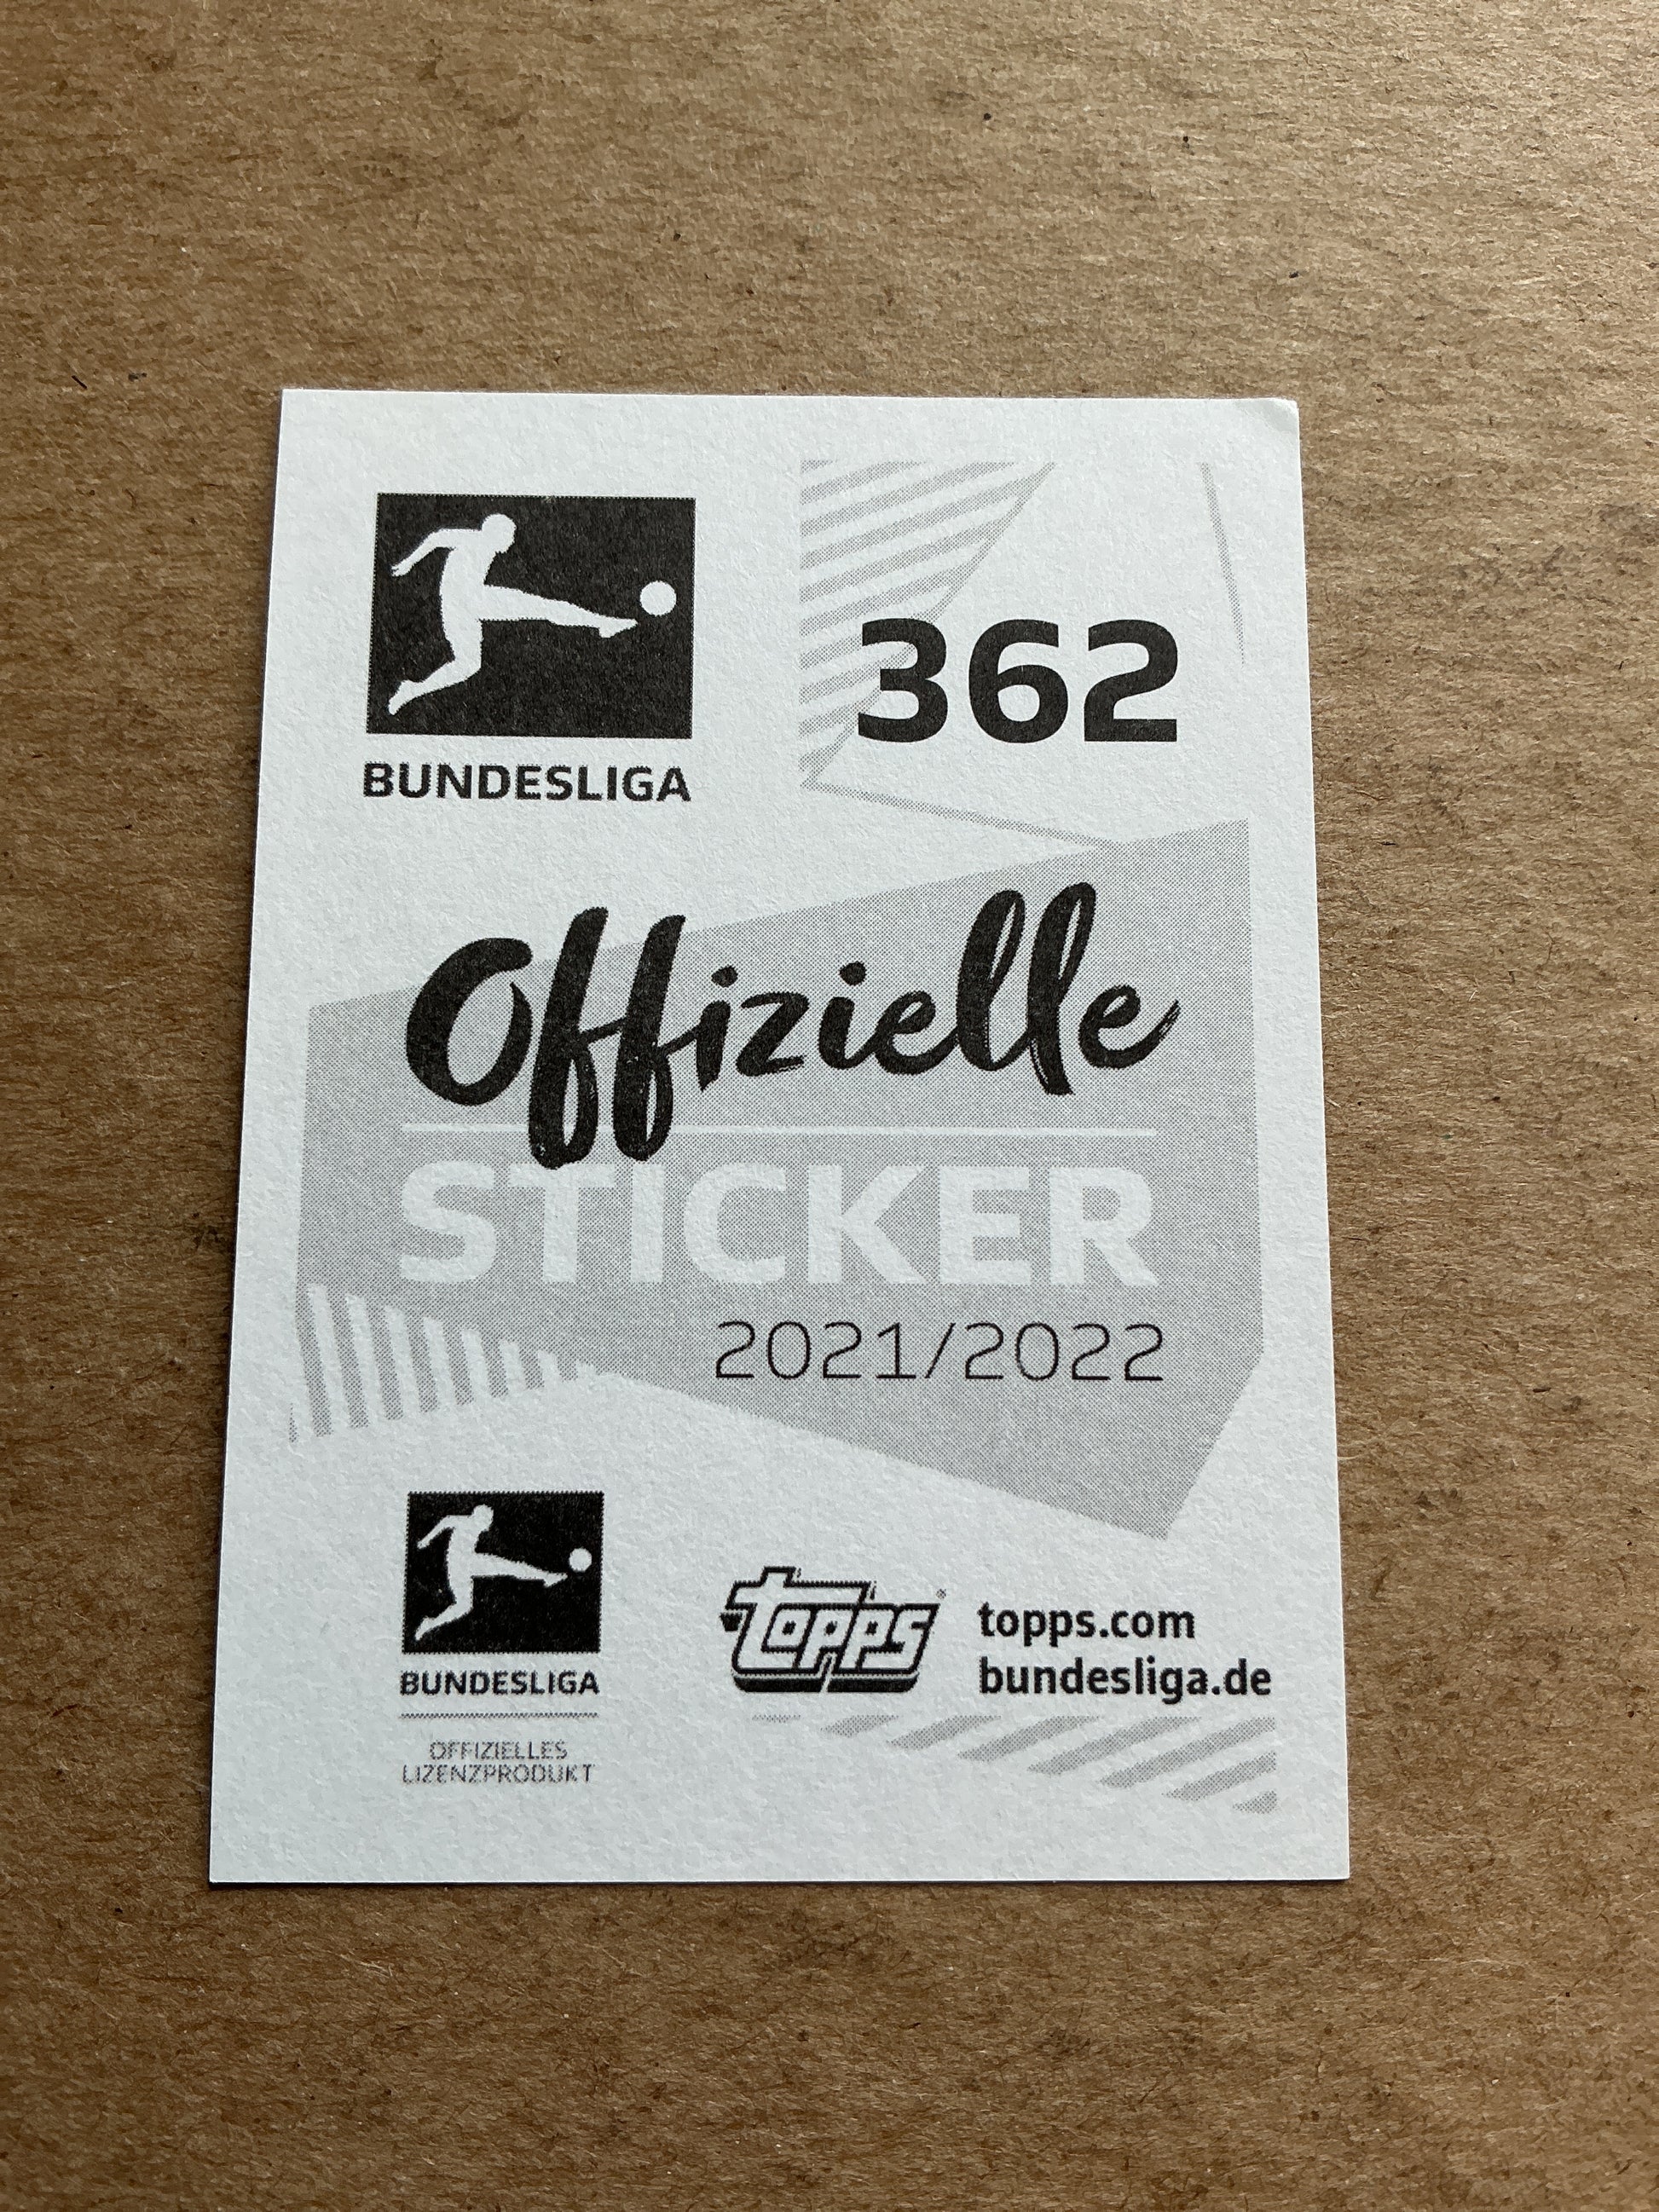 BUNDESLIGA
362
Offizielle
STICKER
2021/2022
BUNDESLIGA
OFFIZIELLES
LIZENZPRODUKT
topps®
topps.com
bundesliga.de